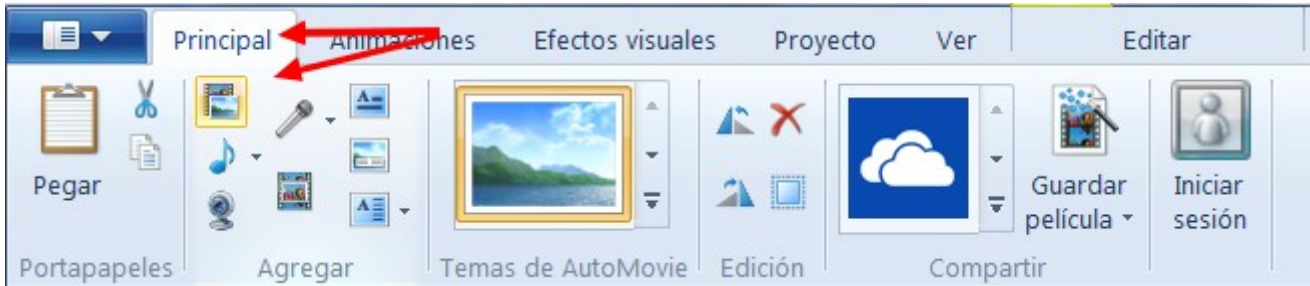 Principal
Animaciones
Efectos visuales
Proyecto
Ver
Editar
Pegar
Guardar
película
Iniciar
sesión
Portapapeles
Agregar
Temas de AutoMovie
Edición
Compartir